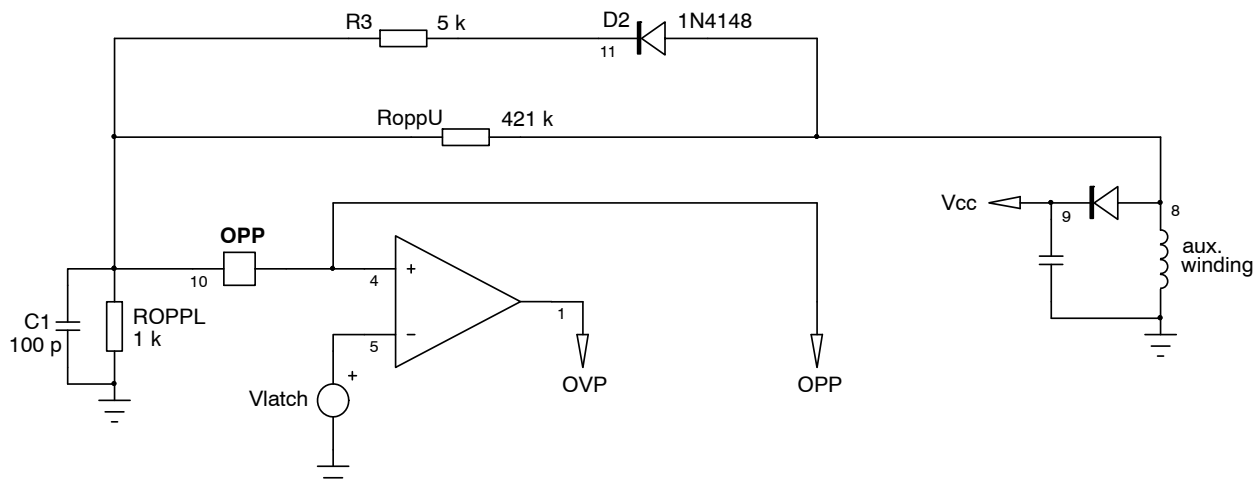 R3
5 k
D2
1N4148
11
RoppU
421 k
Vcc
9
8
aux.
winding
OPP
10
4
+
C1
100 p
ROPPL
1 k
1
5
−
+
Vlatch
OVP
OPP